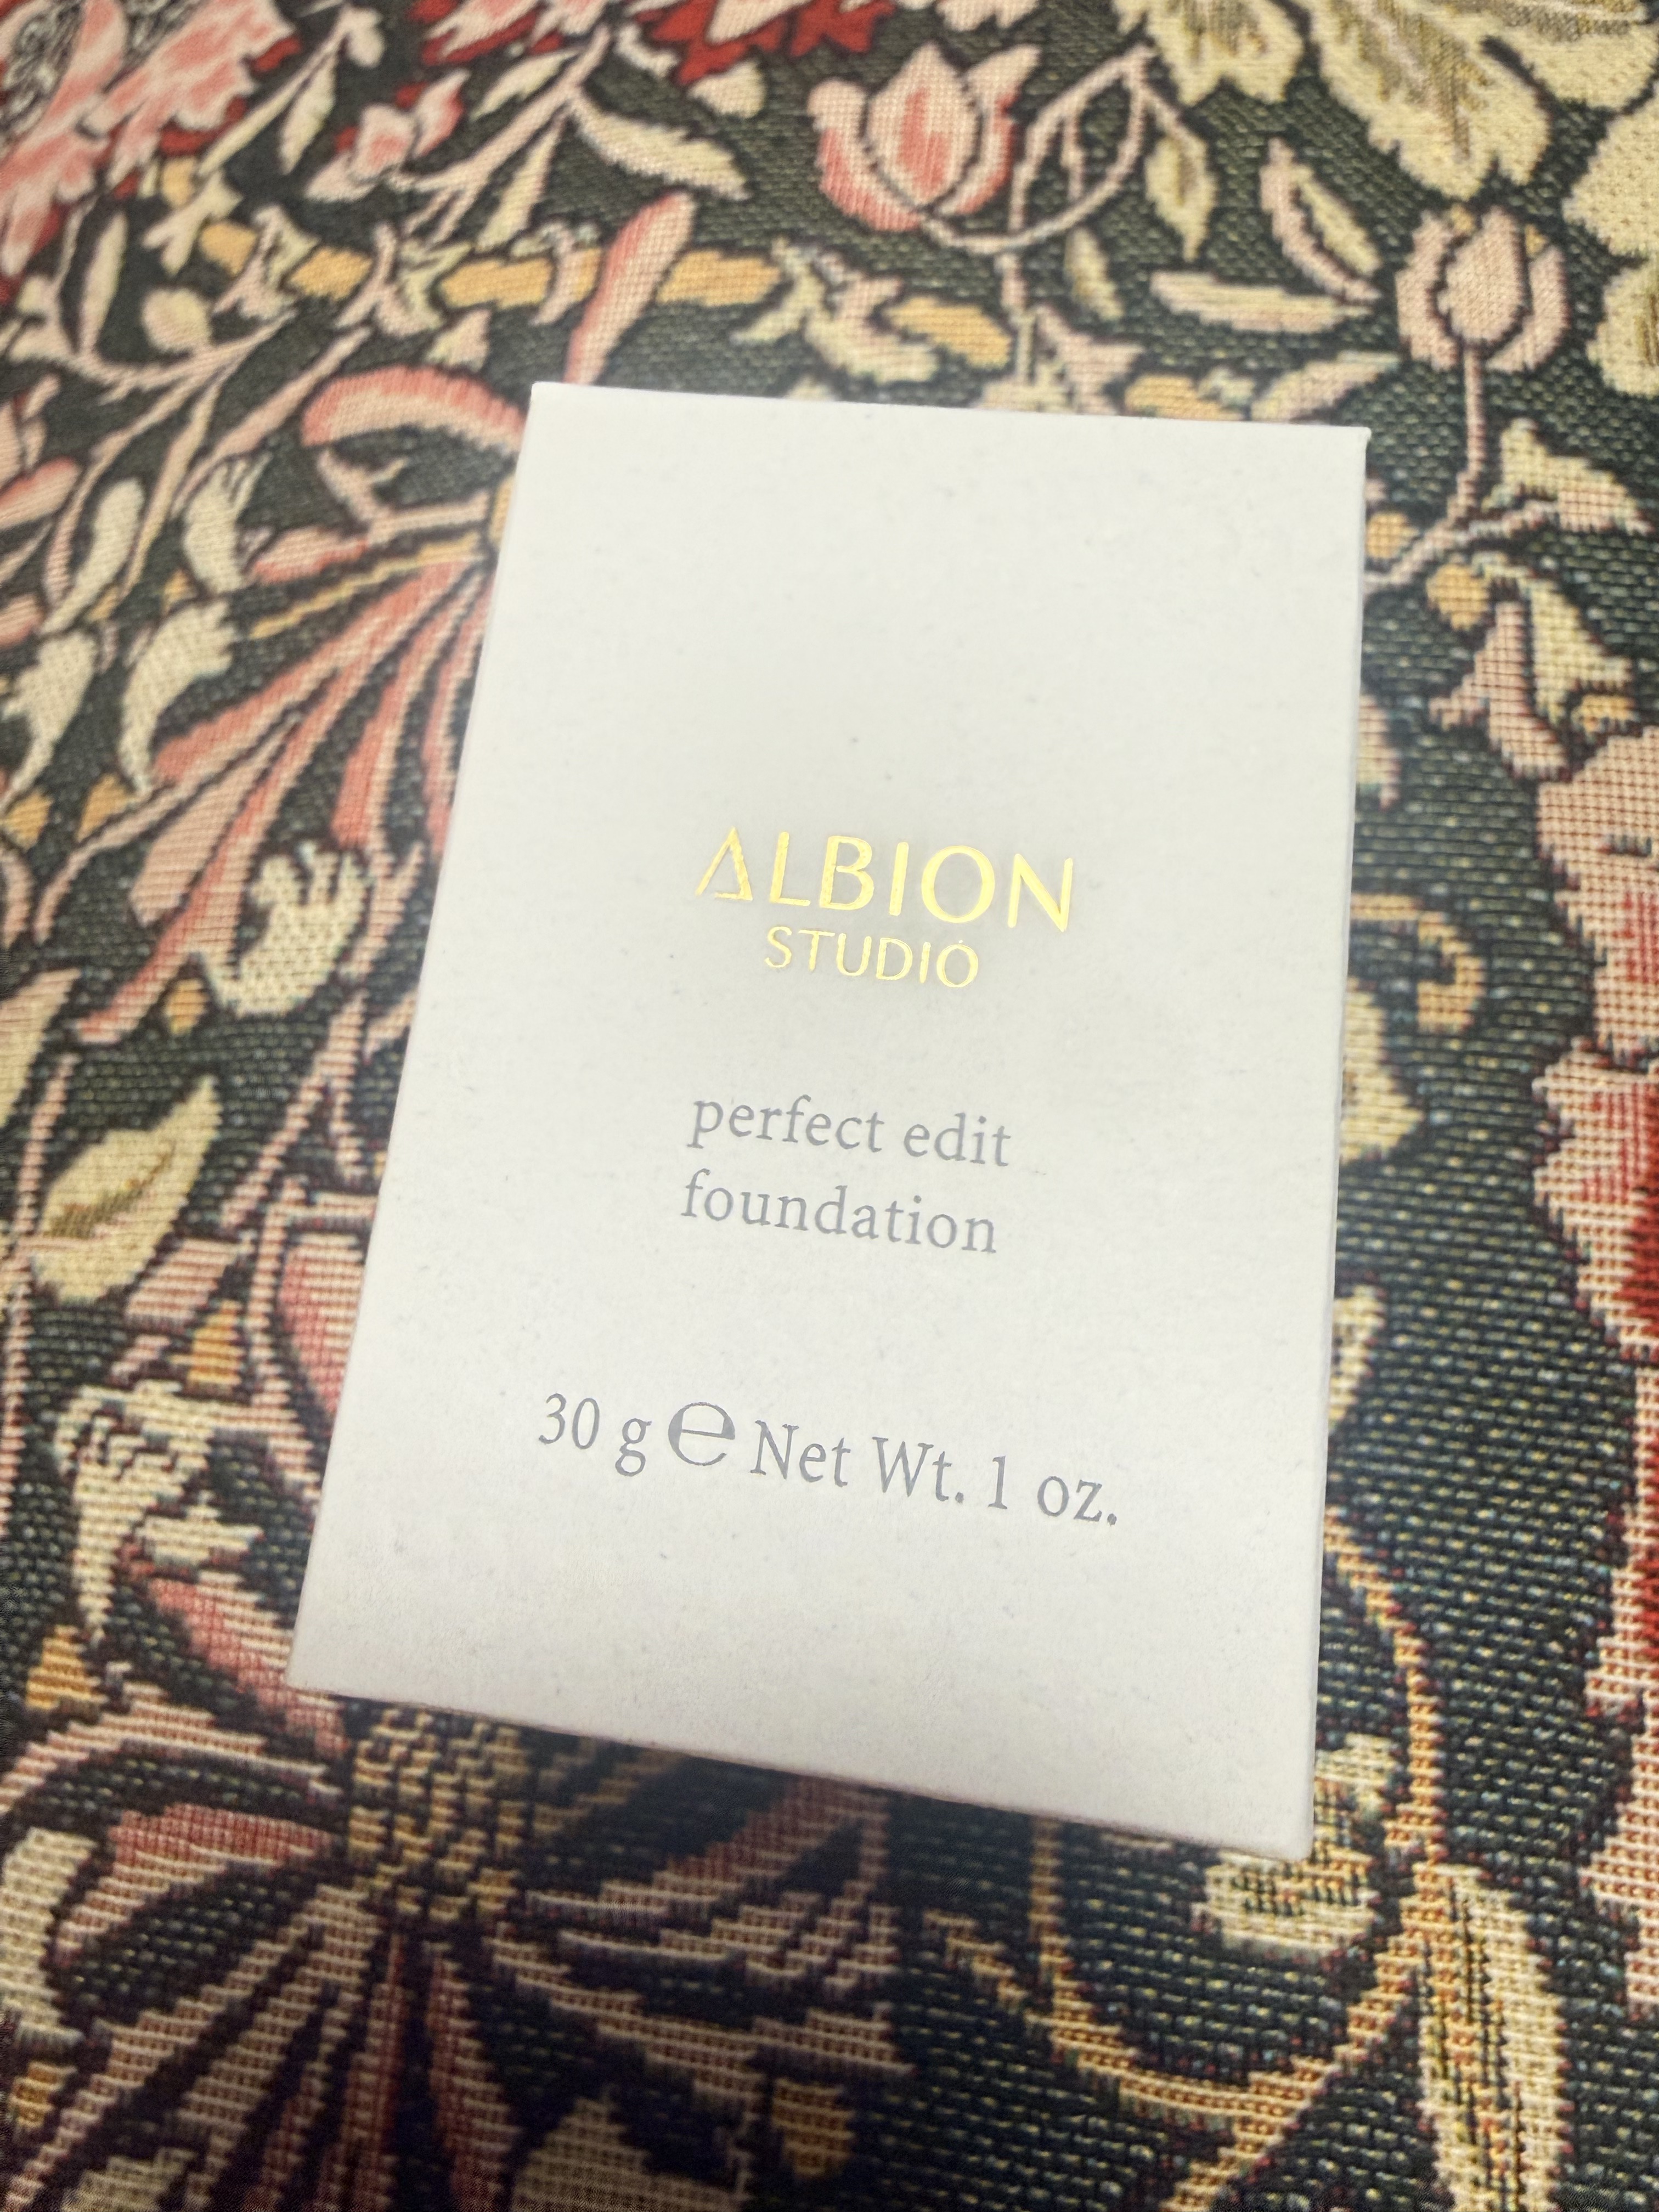 ALBION
STUDIO
perfect edit
foundation
30 g ℮ Net Wt. 1 oz.